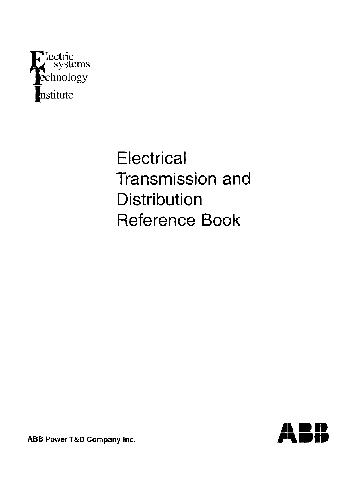 Electric
systems
Technology
Institute
Electrical
Transmission and
Distribution
Reference Book
ABB Power T&D Company Inc.
ABB